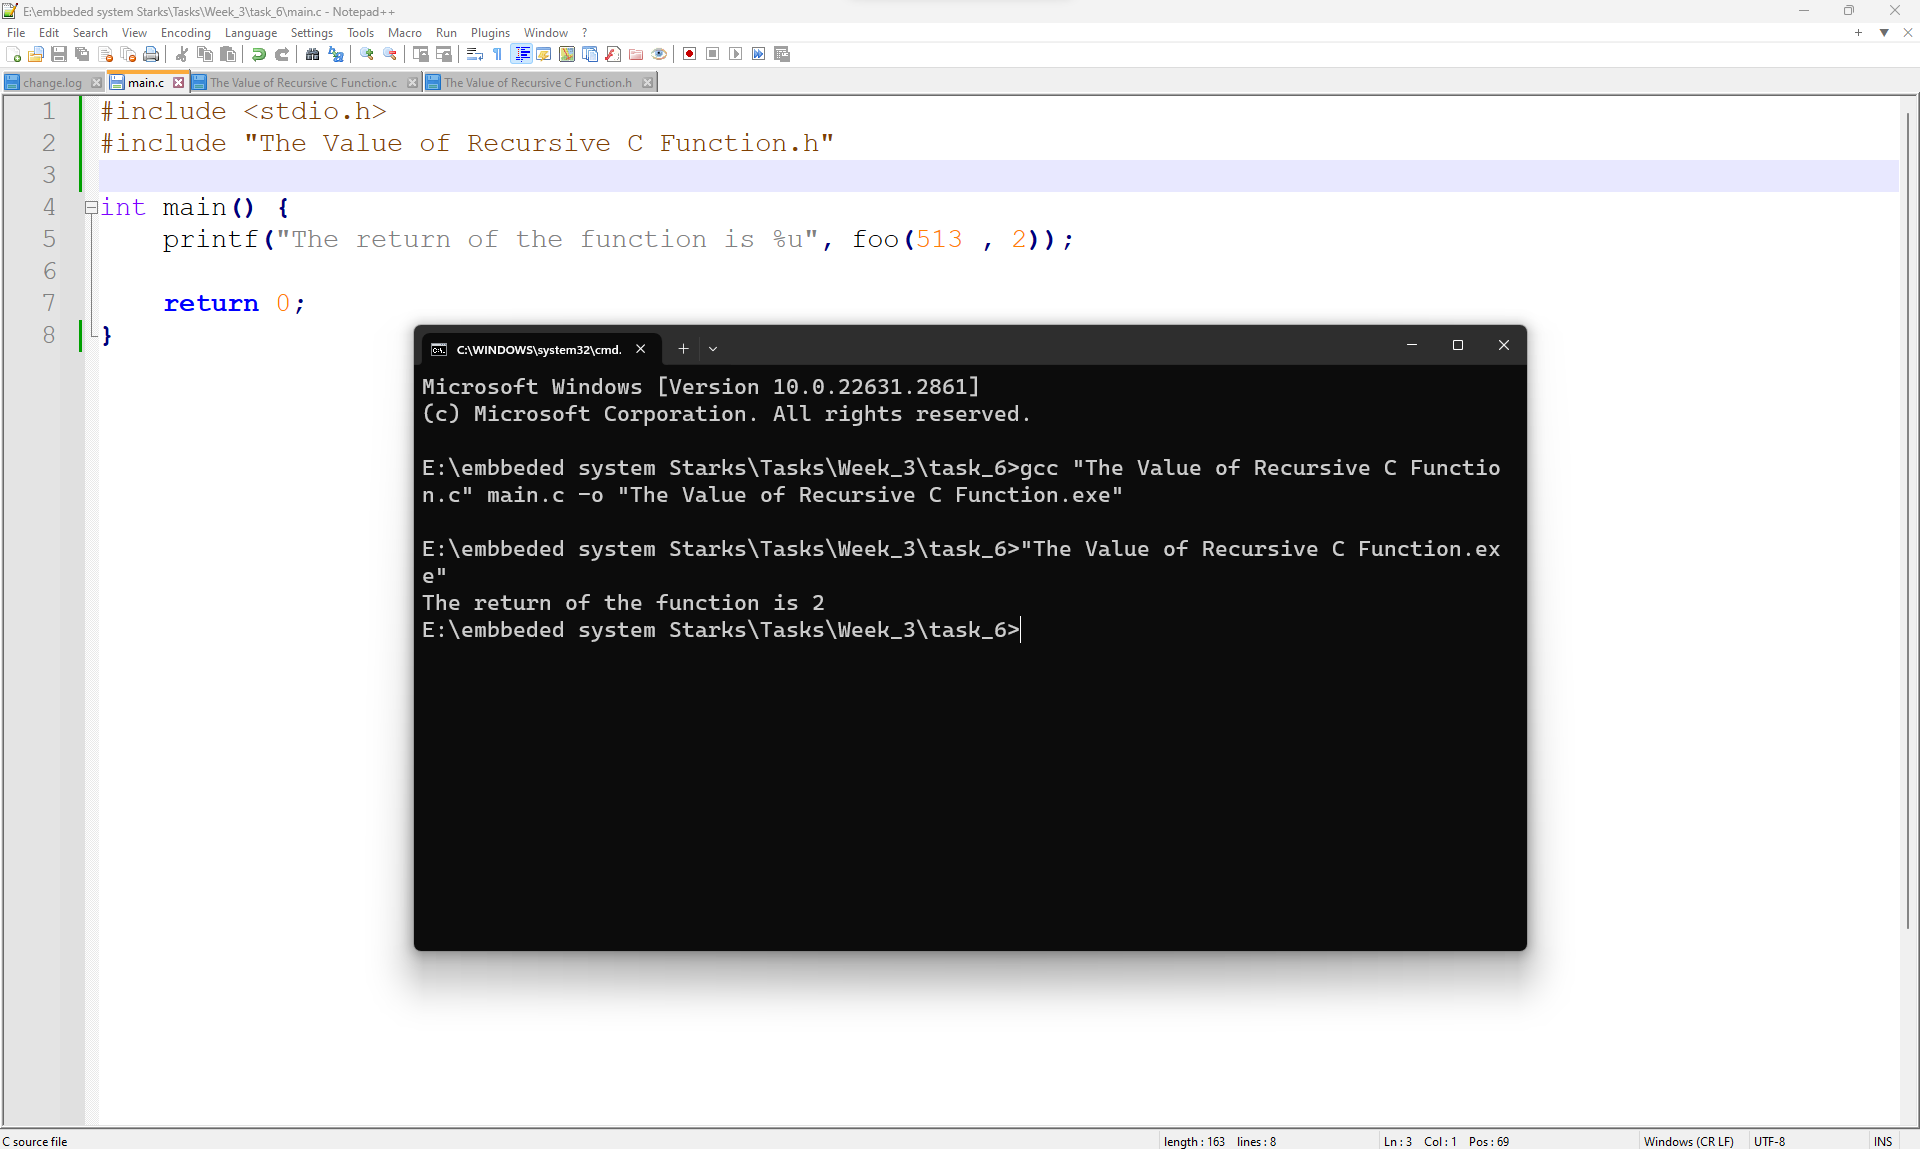 E:\embbeded system Starks\Tasks\Week_3\task_6\main.c - Notepad++
File Edit Search View Encoding Language Settings Tools Macro Run Plugins Window ?
change.log main.c The Value of Recursive C Function.c The Value of Recursive C Function.h
1 #include <stdio.h>
2 #include "The Value of Recursive C Function.h"
3
4 int main() {
5 printf("The return of the function is %u", foo(513 , 2));
6
7 return 0;
8 }
C:\WINDOWS\system32\cmd.
Microsoft Windows [Version 10.0.22631.2861]
(c) Microsoft Corporation. All rights reserved.
E:\embbeded system Starks\Tasks\Week_3\task_6>gcc "The Value of Recursive C Functio
n.c" main.c -o "The Value of Recursive C Function.exe"
E:\embbeded system Starks\Tasks\Week_3\task_6>"The Value of Recursive C Function.ex
e"
The return of the function is 2
E:\embbeded system Starks\Tasks\Week_3\task_6>
C source file length : 163 lines : 8 Ln : 3 Col : 1 Pos : 69 Windows (CR LF) UTF-8 INS